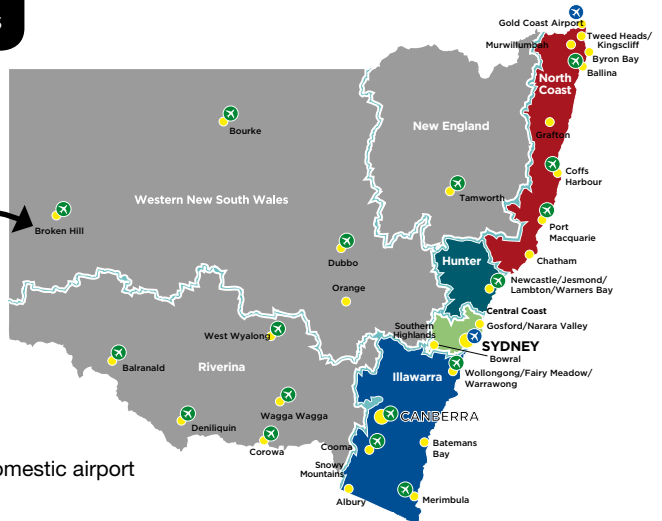 Gold Coast Airport
Tweed Heads/
Kingscliff
Murwillumbah
Byron Bay
Ballina
North
Coast
Bourke
New England
Grafton
Coffs
Harbour
Western New South Wales
Tamworth
Broken Hill
Port
Macquarie
Dubbo
Chatham
Hunter
Orange
Newcastle/Jesmond/
Lambton/Warners Bay
Central Coast
Gosford/Narara Valley
Southern
Highlands
SYDNEY
Bowral
West Wyalong
Riverina
Balranald
Illawarra
Wollongong/Fairy Meadow/
Warrawong
Wagga Wagga
CANBERRA
Deniliquin
Corowa
Cooma
Batemans
Bay
Snowy
Mountains
omestic airport
Albury
Merimbula